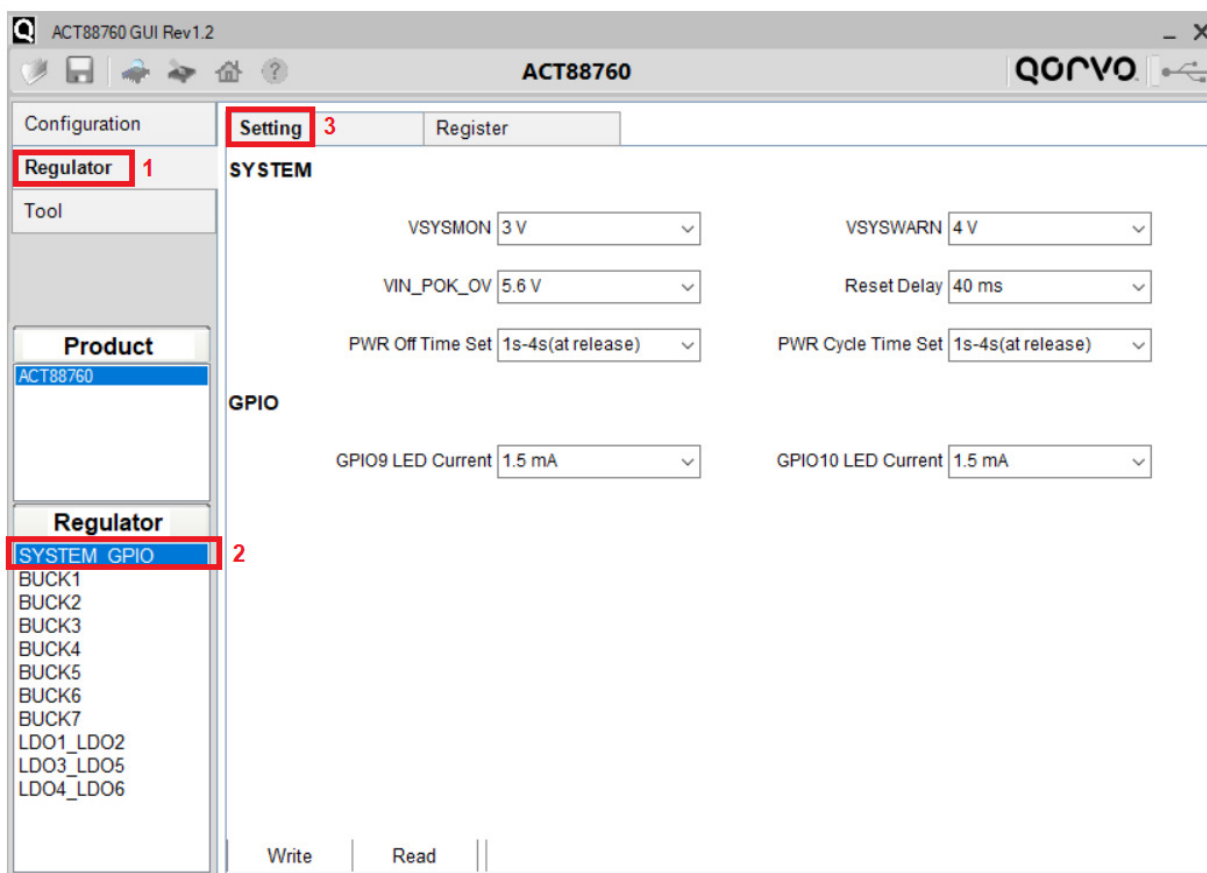 ACT88760 GUI Rev1.2
ACT88760
QORVO
Configuration
Regulator 1
Tool
Setting 3
Register
SYSTEM
VSYSMON 3 V
VSYSWARN 4 V
VIN_POK_OV 5.6 V
Reset Delay 40 ms
PWR Off Time Set 1s-4s(at release)
PWR Cycle Time Set 1s-4s(at release)
GPIO
GPIO9 LED Current 1.5 mA
GPIO10 LED Current 1.5 mA
Product
ACT88760
Regulator
SYSTEM_GPIO 2
BUCK1
BUCK2
BUCK3
BUCK4
BUCK5
BUCK6
BUCK7
LDO1_LDO2
LDO3_LDO5
LDO4_LDO6
Write
Read